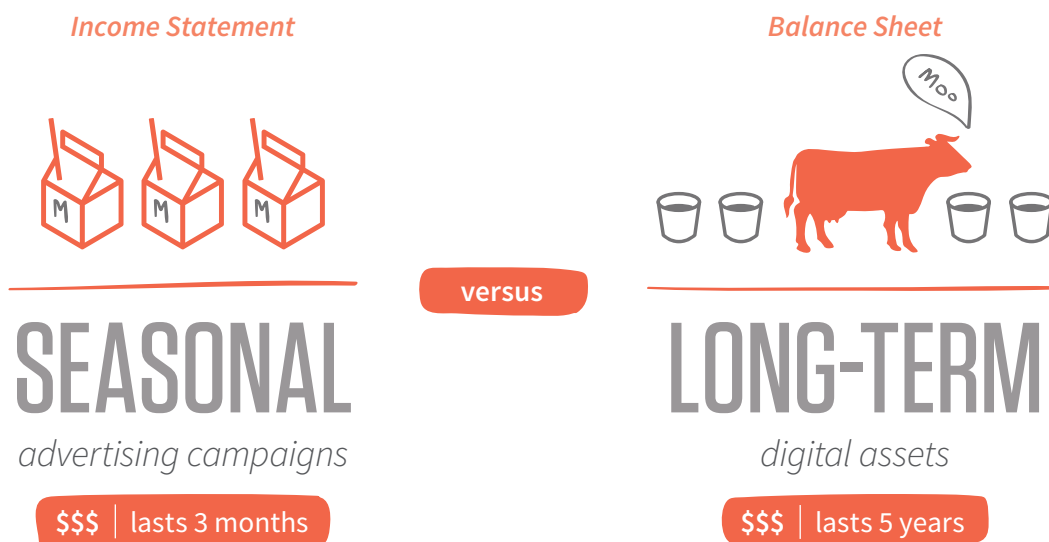 Income Statement
M M M
SEASONAL
advertising campaigns
$$$ | lasts 3 months
versus
Balance Sheet
Moo
LONG-TERM
digital assets
$$$ | lasts 5 years